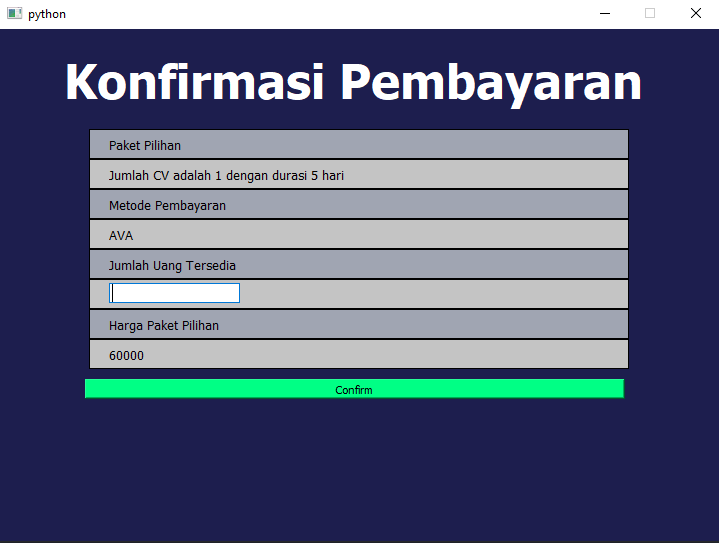 python
Konfirmasi Pembayaran
Paket Pilihan
Jumlah CV adalah 1 dengan durasi 5 hari
Metode Pembayaran
AVA
Jumlah Uang Tersedia
Harga Paket Pilihan
60000
Confirm